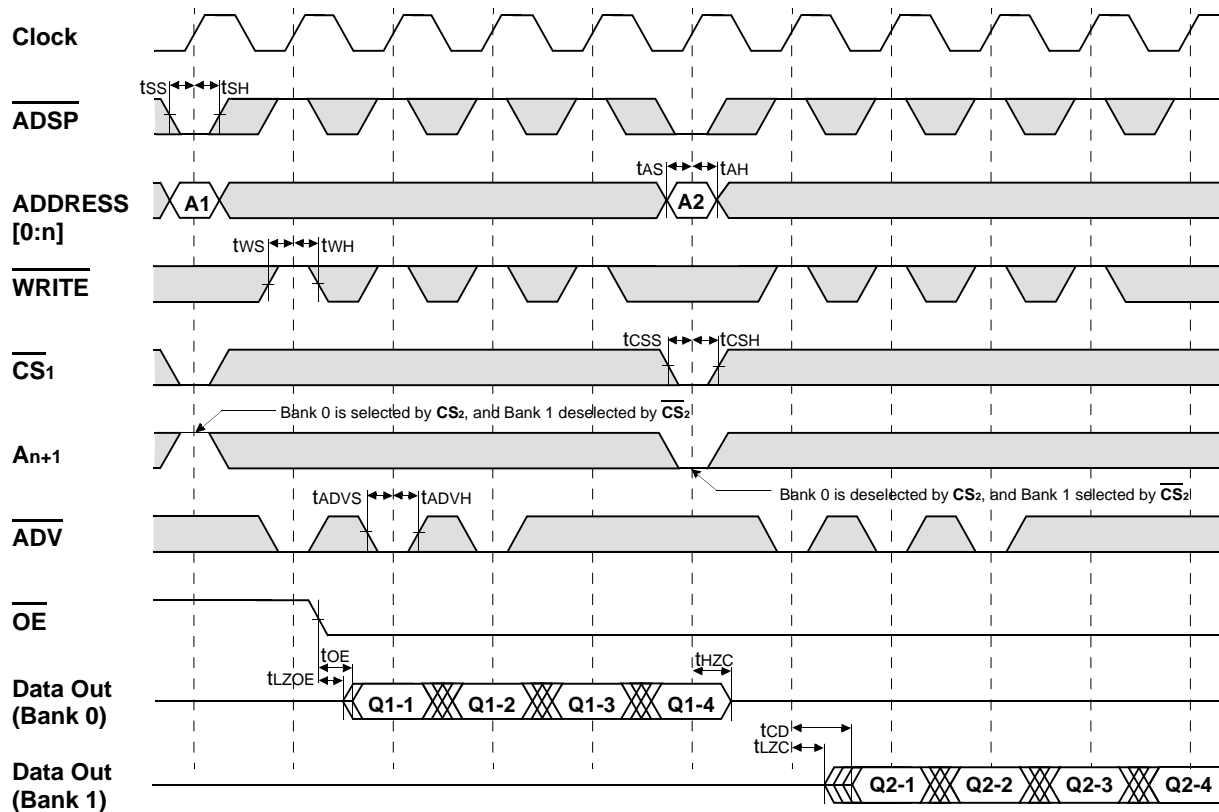 Clock
tSS tSH
ADSP
tAS tAH
ADDRESS
[0:n]
A1 A2
tWS tWH
WRITE
tCSS tCSH
CS1
Bank 0 is selected by CS2, and Bank 1 deselected by CS2
An+1
Bank 0 is deselected by CS2, and Bank 1 selected by CS2
tADVS tADVH
ADV
OE
tOE tHZC
tLZOE
Data Out
(Bank 0)
Q1-1 Q1-2 Q1-3 Q1-4
tCD
tLZC
Data Out
(Bank 1)
Q2-1 Q2-2 Q2-3 Q2-4